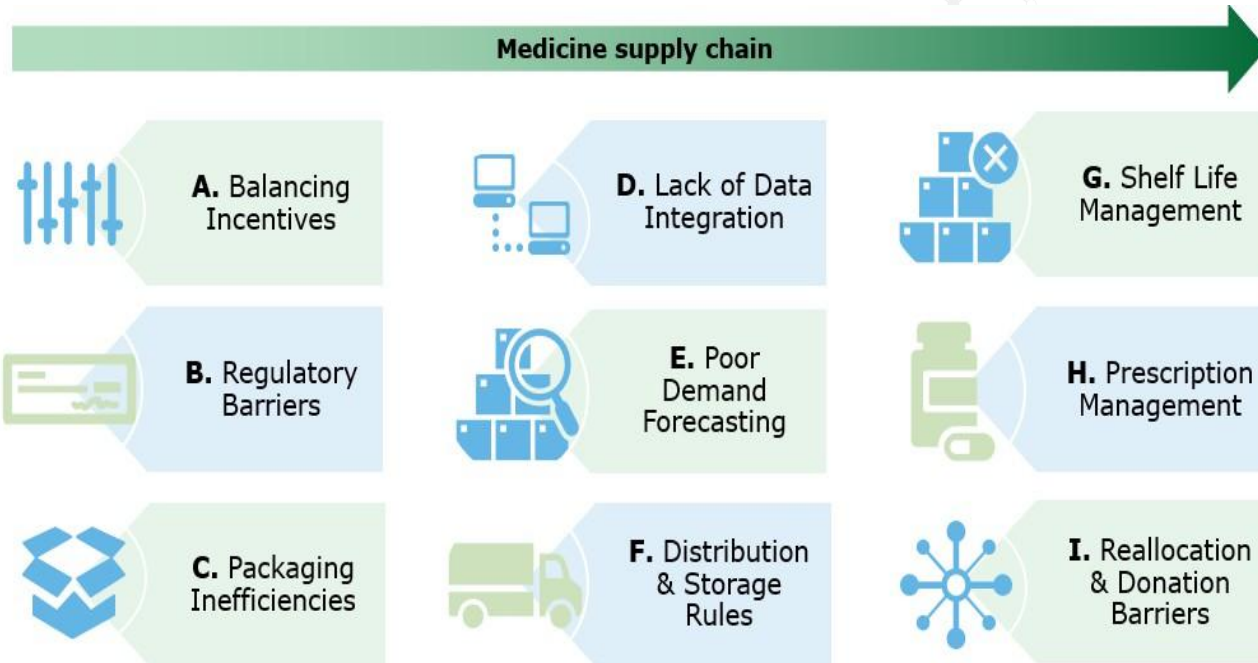 Medicine supply chain
A. Balancing
Incentives
B. Regulatory
Barriers
C. Packaging
Inefficiencies
D. Lack of Data
Integration
E. Poor
Demand
Forecasting
F. Distribution
& Storage
Rules
G. Shelf Life
Management
H. Prescription
Management
I. Reallocation
& Donation
Barriers